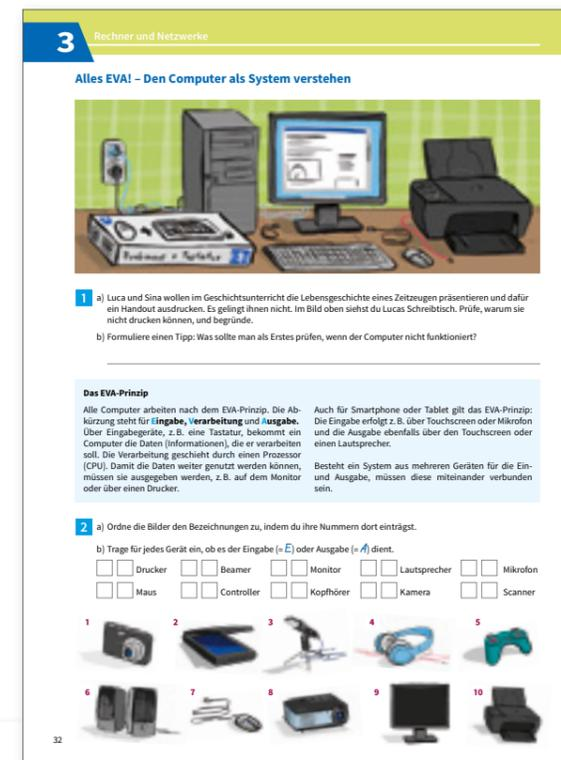 3
Rechner und Netzwerke
Alles EVA! – Den Computer als System verstehen
1 a) Luca und Sina wollen im Geschichtsunterricht die Lebensgeschichte eines Zeitzeugen präsentieren und dafür
ein Handout ausdrucken. Es gelingt ihnen nicht. Im Bild oben siehst du Lucas Schreibtisch. Prüfe, warum sie
nicht drucken können, und begründe.
b) Formuliere einen Tipp: Was sollte man als Erstes prüfen, wenn der Computer nicht funktioniert?
Das EVA-Prinzip
Alle Computer arbeiten nach dem EVA-Prinzip. Die Ab-
kürzung steht für Eingabe, Verarbeitung und Ausgabe.
Über Eingabegeräte, z. B. eine Tastatur, bekommt ein
Computer die Daten (Informationen), die er verarbeiten
soll. Die Verarbeitung geschieht durch einen Prozessor
(CPU). Damit die Daten weiter genutzt werden können,
müssen sie ausgegeben werden, z. B. auf dem Monitor
oder über einen Drucker.
Auch für Smartphone oder Tablet gilt das EVA-Prinzip:
Die Eingabe erfolgt z. B. über Touchscreen oder Mikrofon
und die Ausgabe ebenfalls über den Touchscreen oder
einen Lautsprecher.
Besteht ein System aus mehreren Geräten für die Ein-
und Ausgabe, müssen diese miteinander verbunden
sein.
2 a) Ordne die Bilder den Bezeichnungen zu, indem du ihre Nummern dort einträgst.
b) Trage für jedes Gerät ein, ob es der Eingabe (= E) oder Ausgabe (= A) dient.
Drucker Beamer Monitor Lautsprecher Mikrofon
Maus Controller Kopfhörer Kamera Scanner
1 2 3 4 5
6 7 8 9 10
32